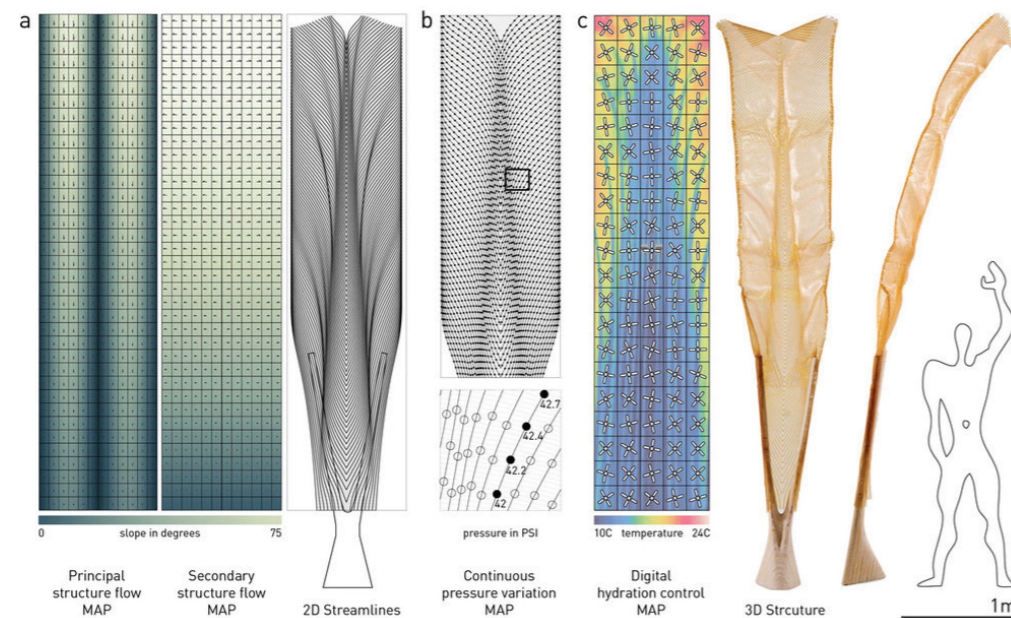 a
b
c
42.7
42.4
42.2
42
0
slope in degrees
75
pressure in PSI
10C
temperature
24C
Principal
structure flow
MAP
Secondary
structure flow
MAP
2D Streamlines
Continuous
pressure variation
MAP
Digital
hydration control
MAP
3D Strcuture
1m